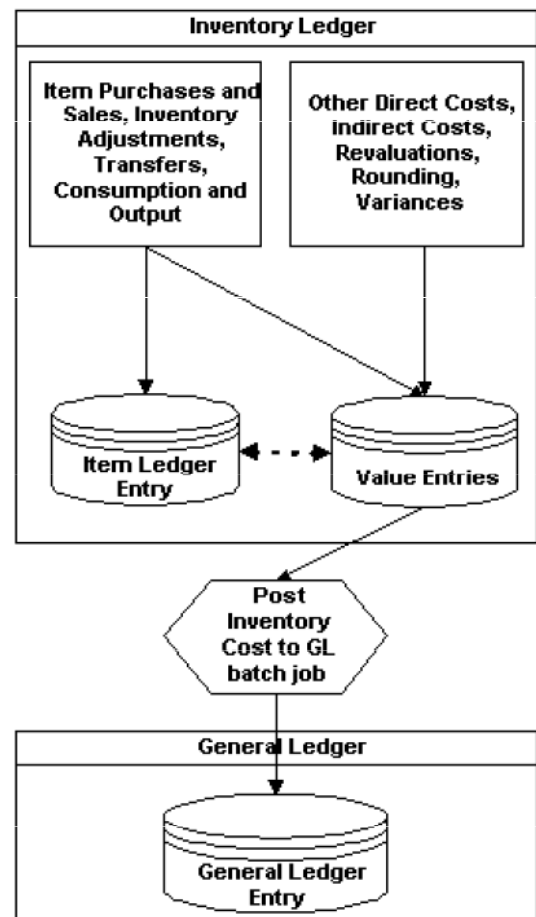 Inventory Ledger
Item Purchases and
Sales, Inventory
Adjustments,
Transfers,
Consumption and
Output
Other Direct Costs,
Indirect Costs,
Revaluations,
Rounding,
Variances
Item Ledger
Entry
Value Entries
Post
Inventory
Cost to GL
batch job
General Ledger
General Ledger
Entry